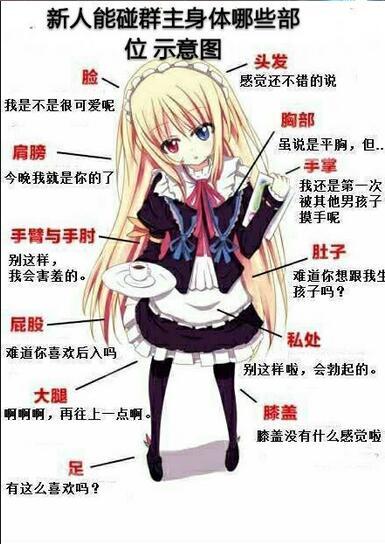 新人能碰群主身体哪些部
位 示意图
脸
我是不是很可爱呢
头发
感觉还不错的说
胸部
虽说是平胸，但..
肩膀
今晚我就是你的了
手掌
我还是第一次
被其他男孩子
摸手呢
手臂与手肘
别这样，
我会害羞的。
肚子
难道你想跟我生
孩子吗？
屁股
难道你喜欢后入吗
私处
别这样啦，会勃起的。
大腿
啊啊啊，再往上一点啊。
膝盖
膝盖没有什么感觉啦
足
有这么喜欢吗？